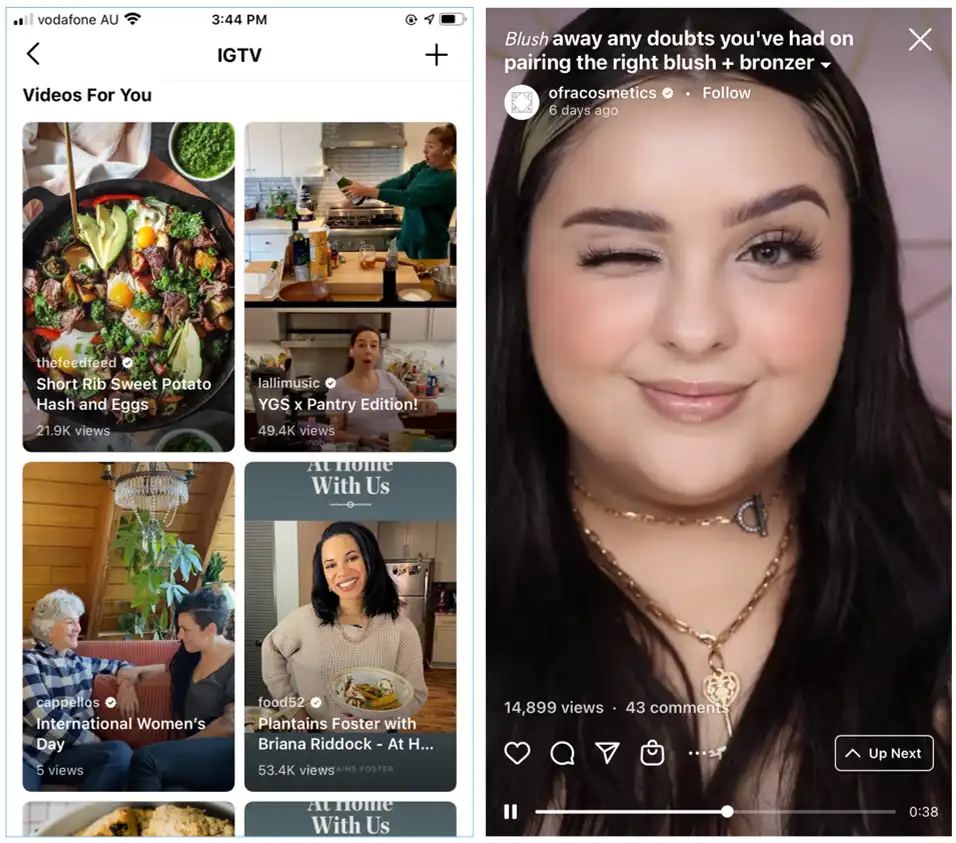 vodafone AU
3:44 PM
IGTV
Videos For You
thefeedfeed
Short Rib Sweet Potato
Hash and Eggs
21.9K views
lallimusic
YGS x Pantry Edition!
49.4K views
cappellos
International Women's
Day
5 views
At Home
With Us
food52
Plantains Foster with
Briana Riddock - At H...
53.4K views
PLANTAINS FOSTER
At Home
With Us
Blush away any doubts you've had on
pairing the right blush + bronzer
ofracosmetics • Follow
6 days ago
14,899 views · 43 comments
Up Next
0:38